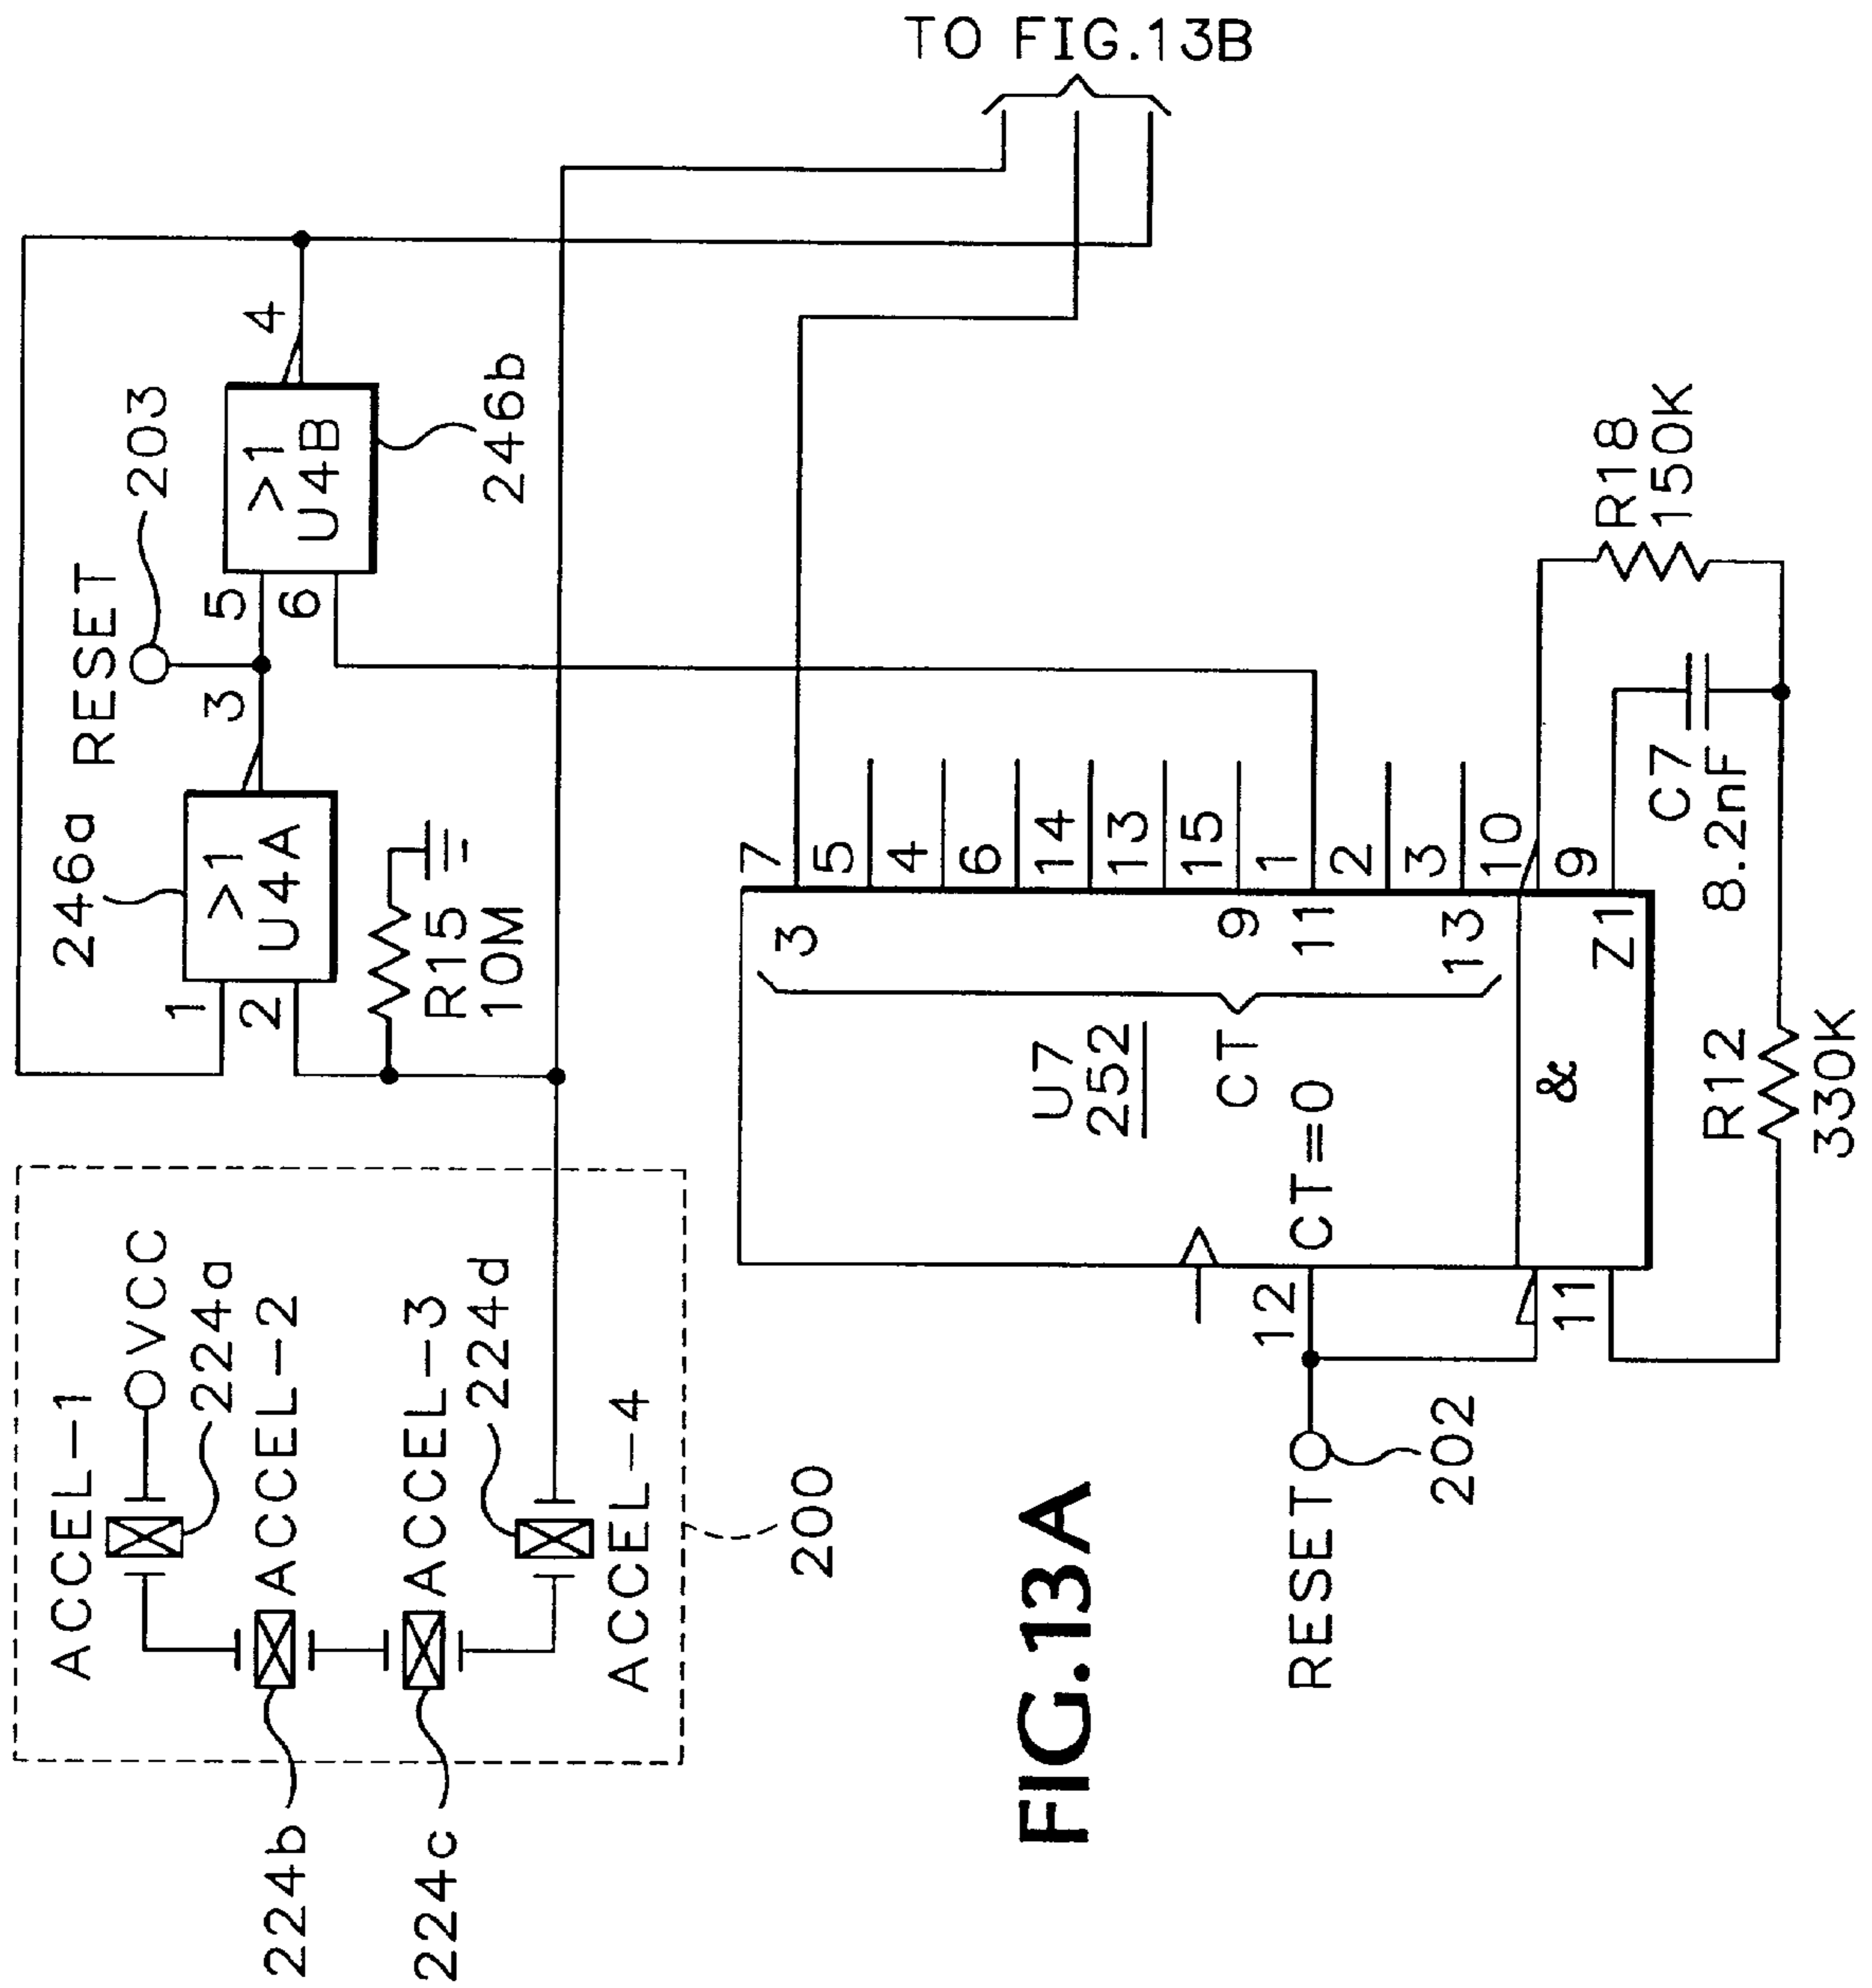 TO FIG.13B
ACCEL-1
VCC
224a
ACCEL-2
224b
ACCEL-3
224c
224d
ACCEL-4
200
246a
1
2
>1
U4A
3
RESET
203
5
6
>1
U4B
4
246b
R15
10M
U7
252
CT
3
9
11
13
CT=0
&
Z1
7
5
4
6
14
13
15
1
2
3
10
9
12
11
RESET
202
R18
150K
C7
8.2nF
R12
330K
FIG.13A